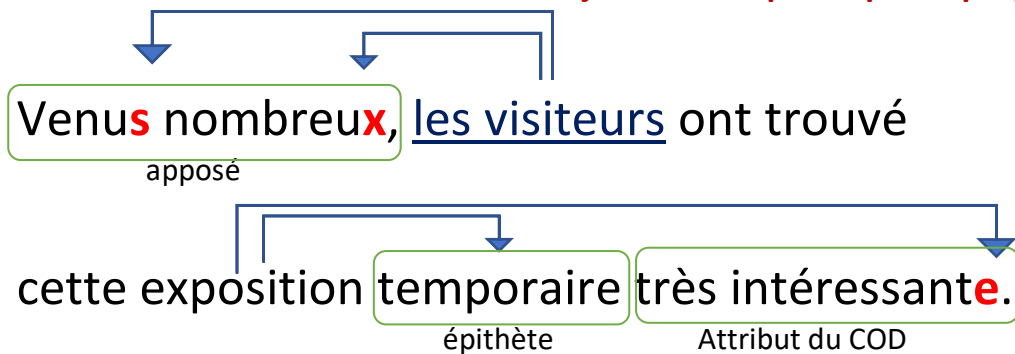 Venus nombreux, les visiteurs ont trouvé
apposé
cette exposition temporaire très intéressante.
épithète Attribut du COD